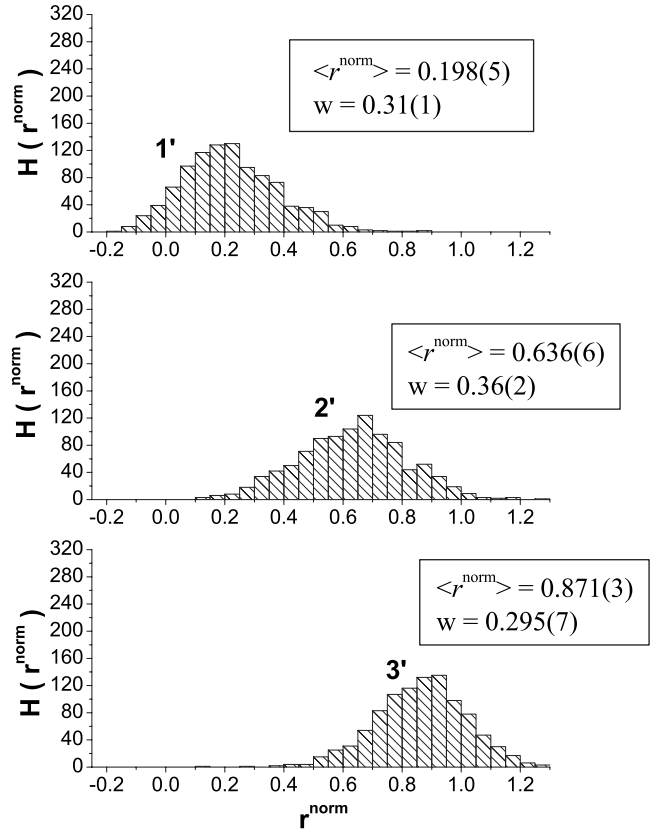 320
280
240
200
160
120
80
40
0
H ( r^norm )
1'
<r^norm> = 0.198(5)
w = 0.31(1)
-0.2 0.0 0.2 0.4 0.6 0.8 1.0 1.2
320
280
240
200
160
120
80
40
0
H ( r^norm )
2'
<r^norm> = 0.636(6)
w = 0.36(2)
-0.2 0.0 0.2 0.4 0.6 0.8 1.0 1.2
320
280
240
200
160
120
80
40
0
H ( r^norm )
3'
<r^norm> = 0.871(3)
w = 0.295(7)
-0.2 0.0 0.2 0.4 0.6 0.8 1.0 1.2
r^norm